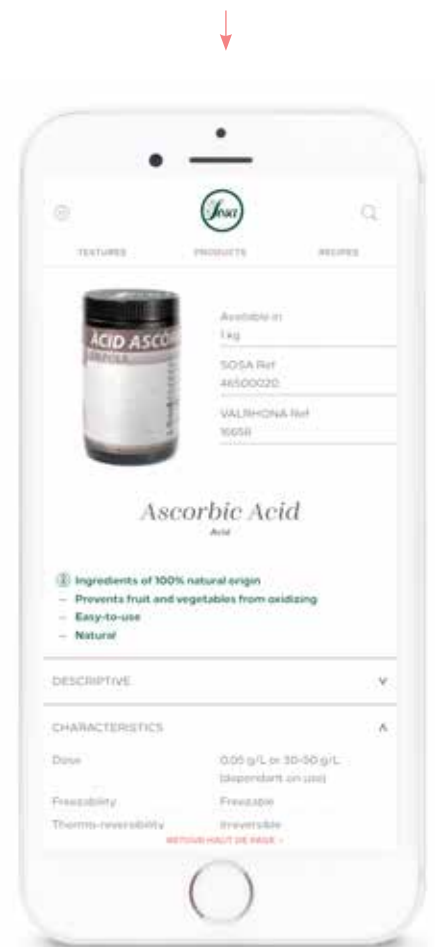 Sosa
TEXTURES PRODUCTS RECIPES
ACID ASCÓR
Available in
1 kg
SOSA Ref
46500020
VALRHONA Ref
Ascorbic Acid
Acid
Ingredients of 100% natural origin
– Prevents fruit and vegetables from oxidizing
– Easy-to-use
– Natural
DESCRIPTIVE
CHARACTERISTICS
Dose 0.05 g/L or 30-50 g/L
(dependant on use)
Freezability Freezable
Thermo-reversibility Irreversible
RETOUR HAUT DE PAGE